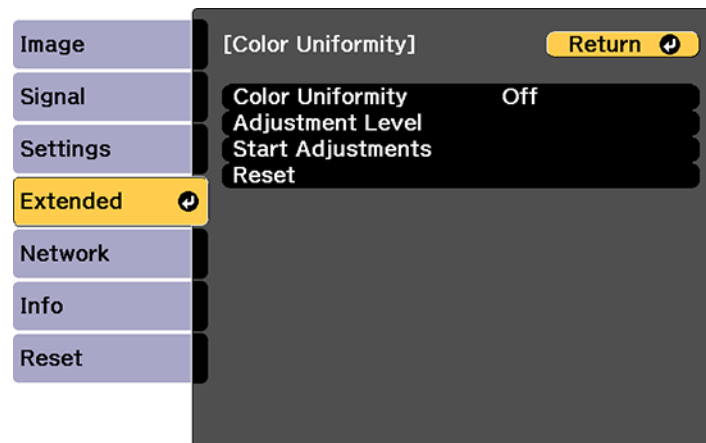 Image
Signal
Settings
Extended
Network
Info
Reset
[Color Uniformity]
Return
Color Uniformity Off
Adjustment Level
Start Adjustments
Reset